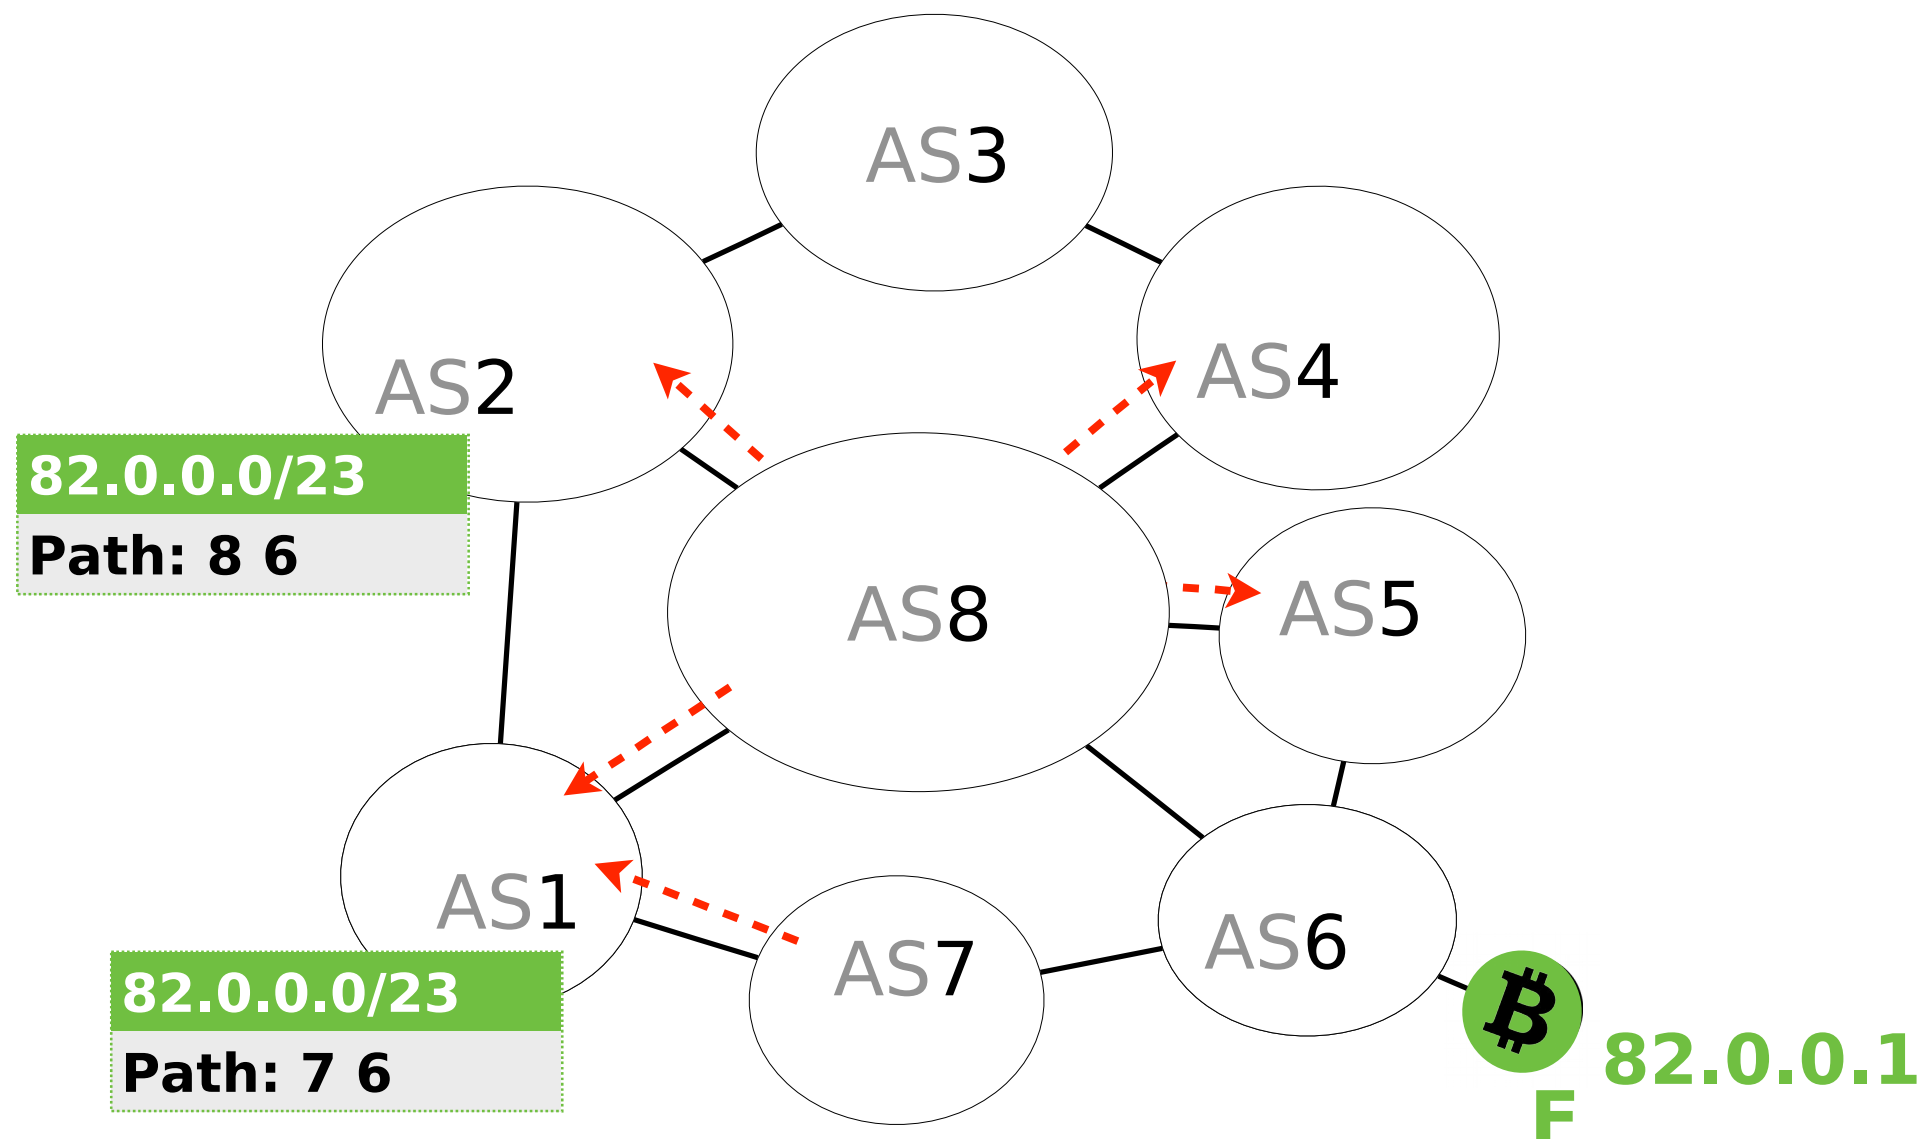 AS3
AS2
AS4
82.0.0.0/23
Path: 8 6
AS8
AS5
AS1
AS7
AS6
82.0.0.0/23
Path: 7 6
82.0.0.1
F